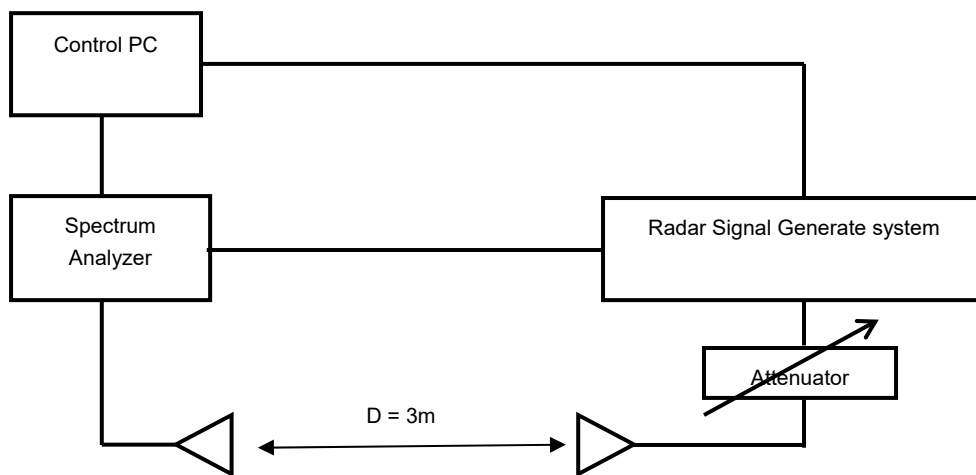 Control PC
Spectrum
Analyzer
Radar Signal Generate system
Attenuator
D = 3m